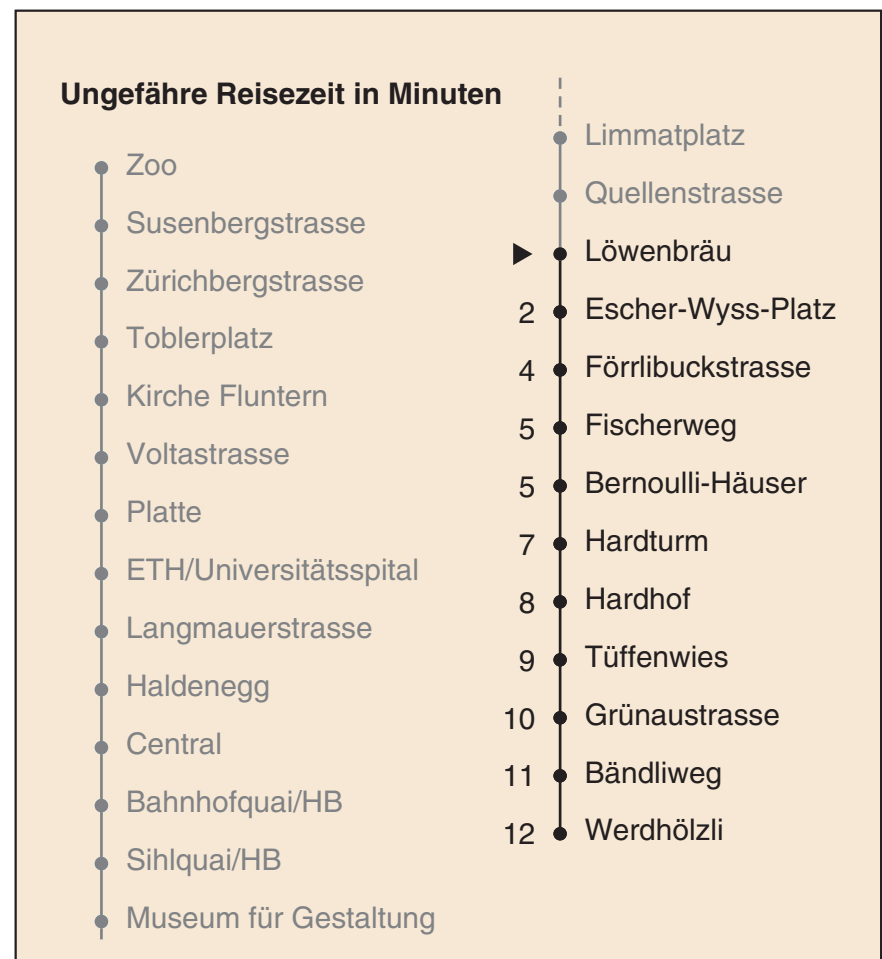 Ungefähre Reisezeit in Minuten
Zoo
Susenbergstrasse
Zürichbergstrasse
Toblerplatz
Kirche Fluntern
Voltastrasse
Platte
ETH/Universitätsspital
Langmauerstrasse
Haldenegg
Central
Bahnhofquai/HB
Sihlquai/HB
Museum für Gestaltung
Limmatplatz
Quellenstrasse
Löwenbräu
2 Escher-Wyss-Platz
4 Förrlibuckstrasse
5 Fischerweg
5 Bernoulli-Häuser
7 Hardturm
8 Hardhof
9 Tüffenwies
10 Grünaustrasse
11 Bändliweg
12 Werdhölzli